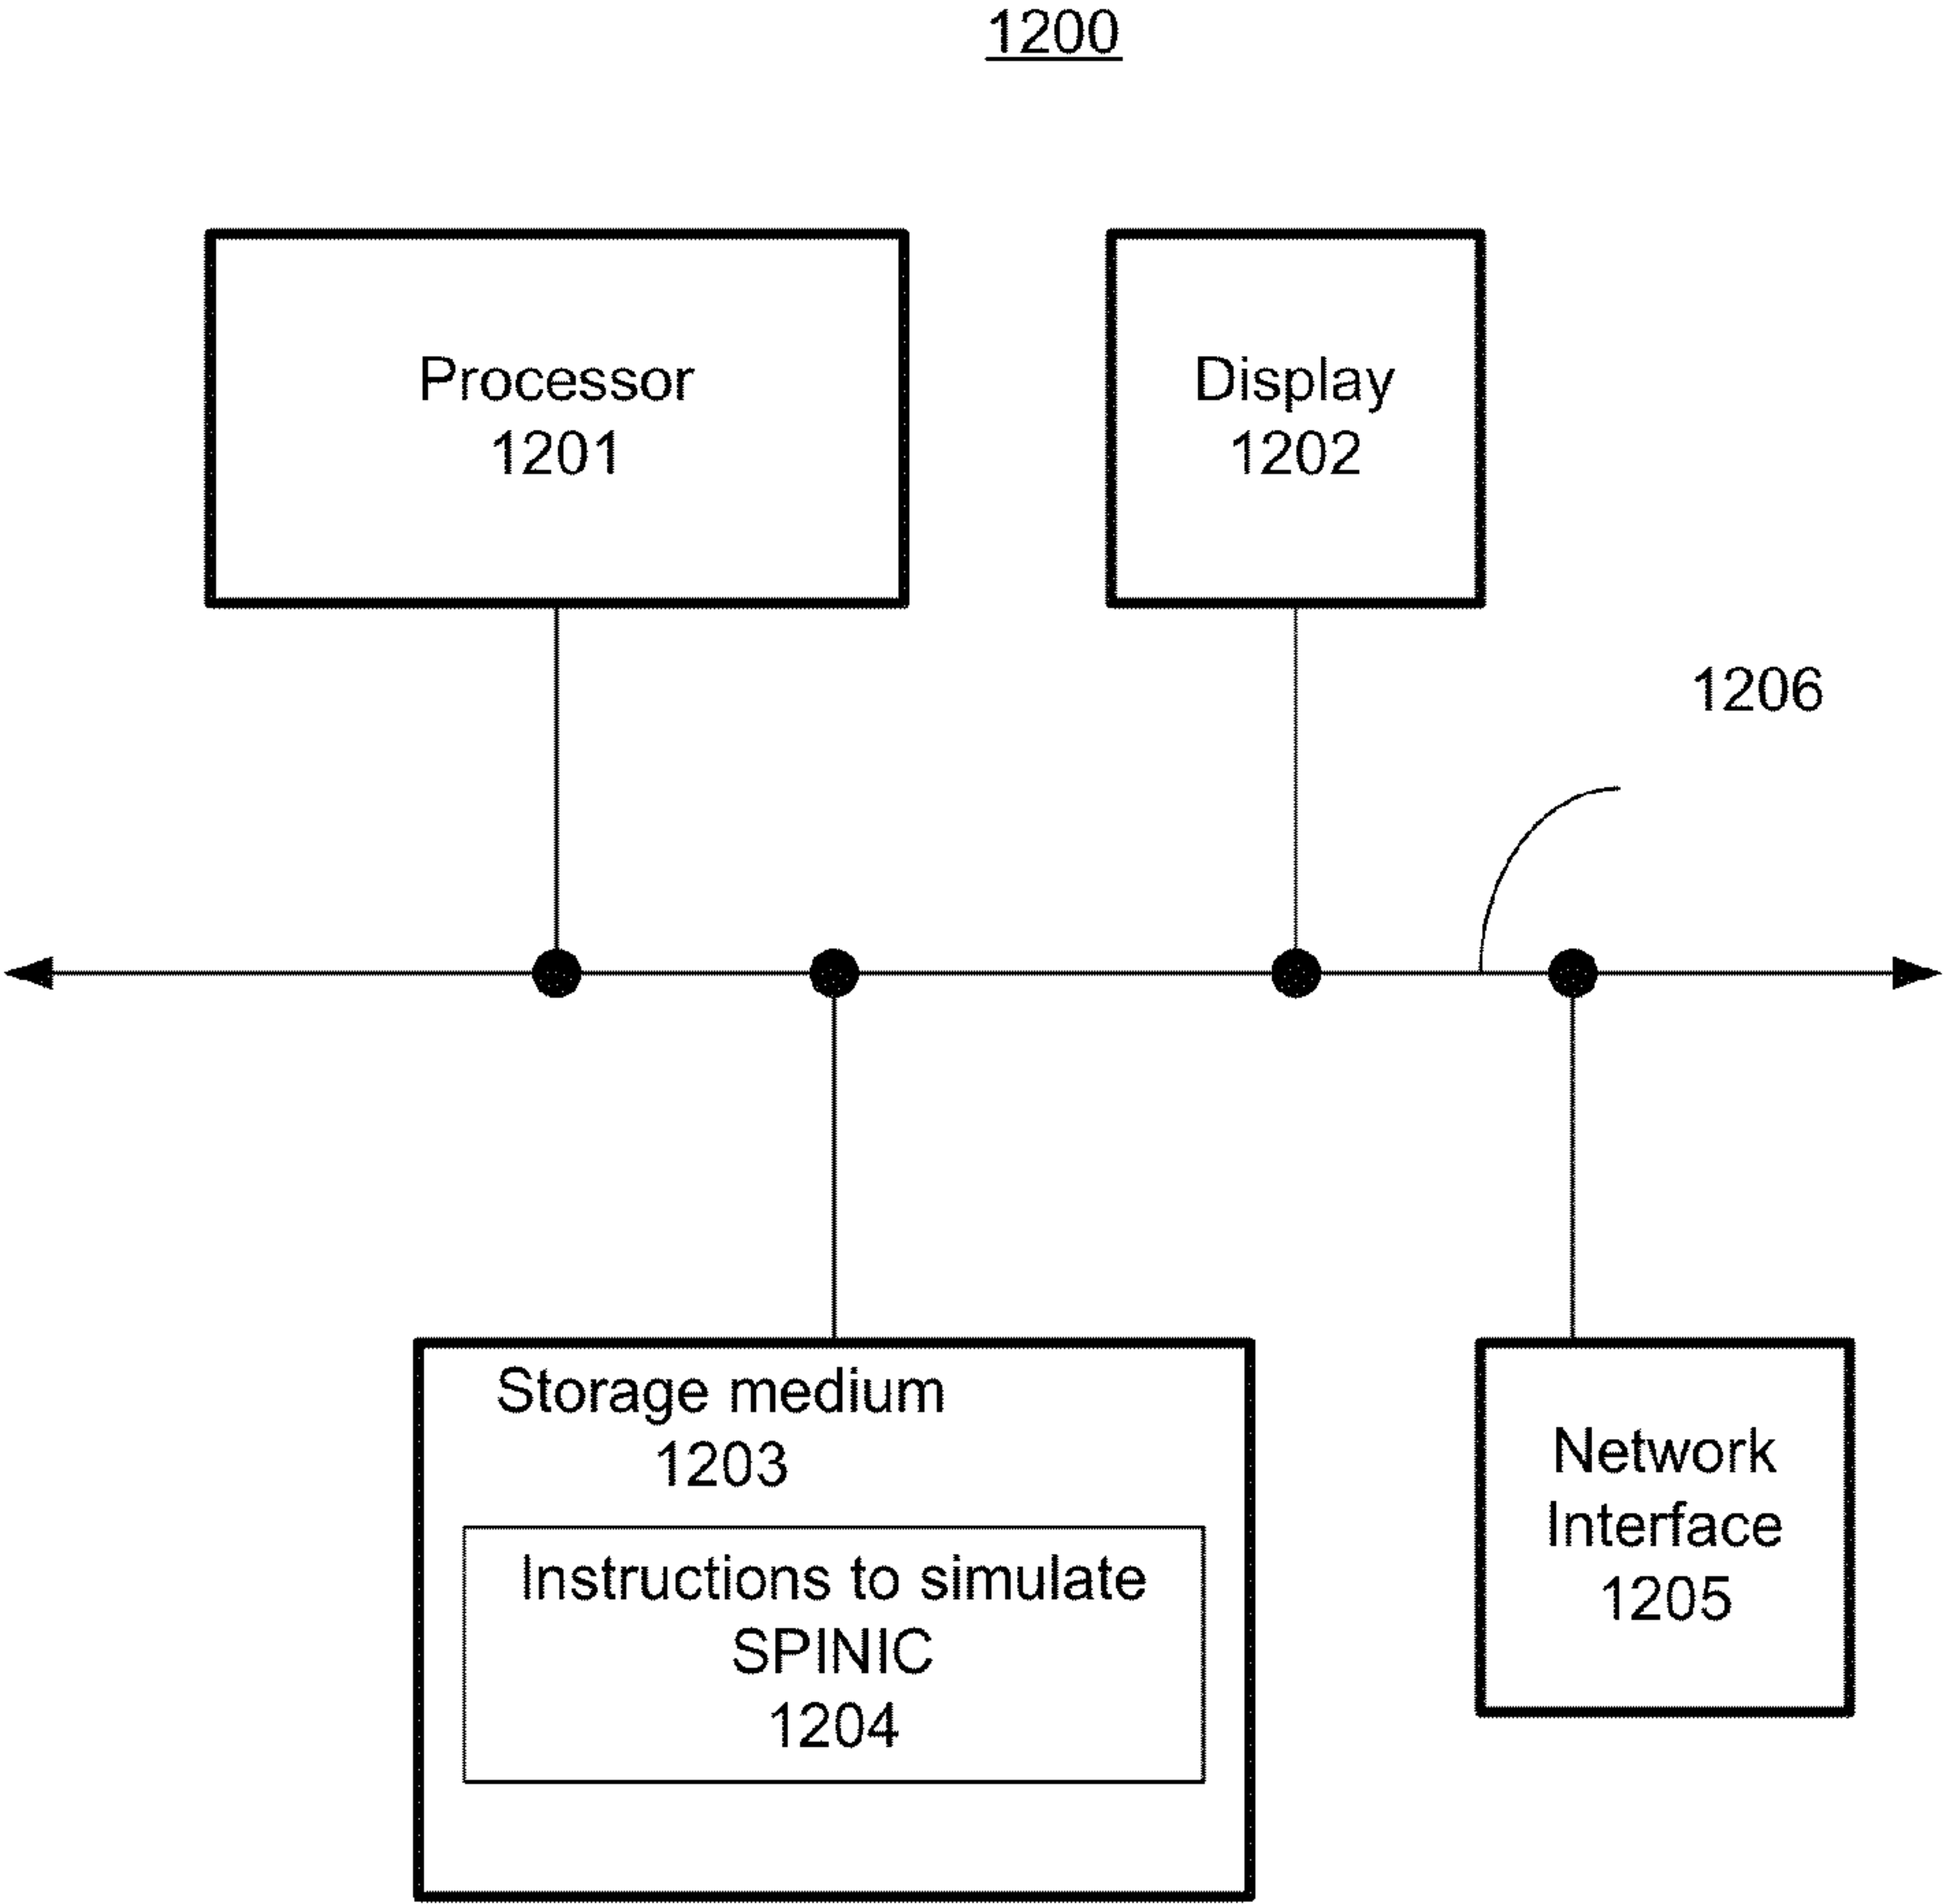 1200
Processor
1201
Display
1202
1206
Storage medium
1203
Instructions to simulate
SPINIC
1204
Network
Interface
1205